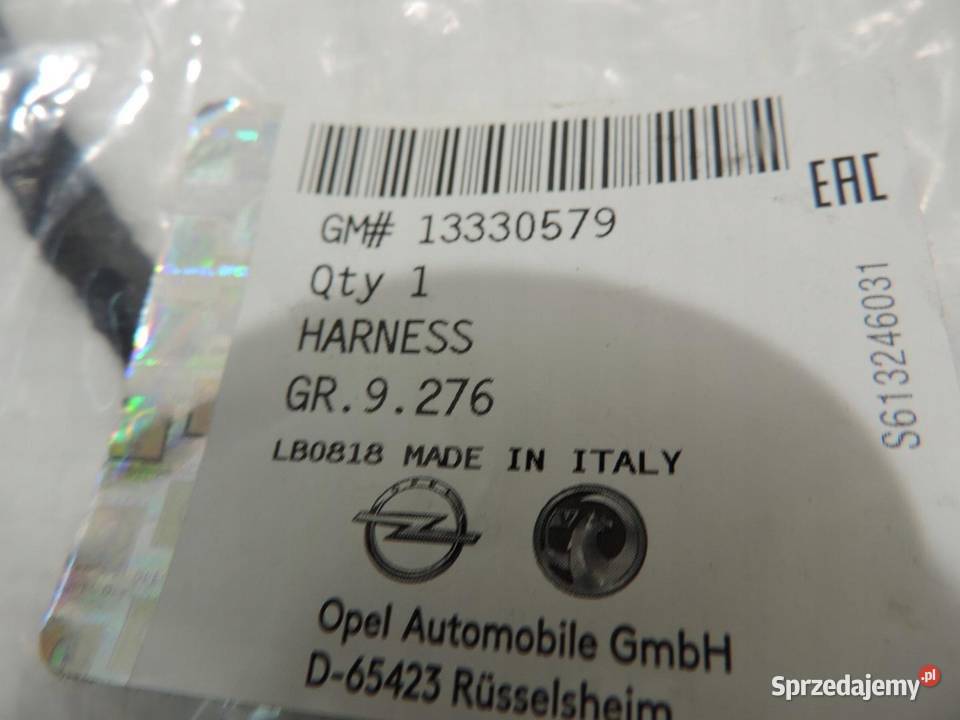 EAC
GM# 13330579
Qty 1
HARNESS
GR.9.276
S613246031
LB0818 MADE IN ITALY
OPEL
Opel Automobile GmbH
D-65423 Rüsselsheim
Sprzedajemy.pl